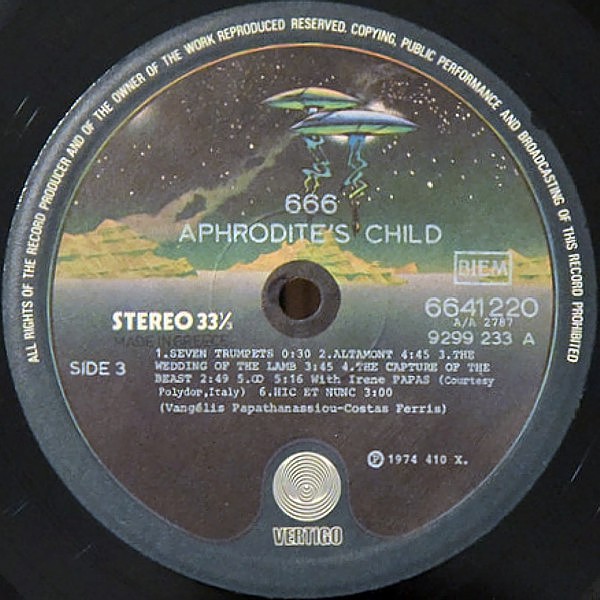 ALL RIGHTS OF THE RECORD PRODUCER AND OF THE OWNER OF THE WORK REPRODUCED RESERVED. COPYING, PUBLIC PERFORMANCE AND BROADCASTING OF THIS RECORD PROHIBITED
666
APHRODITE'S CHILD
BIEM
6641 220
A/A 2787
9299 233 A
STEREO 33⅓
MADE IN GREECE
SIDE 3
1.SEVEN TRUMPETS 0:30 2.ALTAMONT 4:45 3.THE
WEDDING OF THE LAMB 3:45 4.THE CAPTURE OF THE
BEAST 2:49 5.∞ 5:16 With Irene PAPAS (Courtesy
Polydor,Italy) 6.HIC ET NUNC 3:00
(Vangélis Papathanassiou-Costas Ferris)
Ⓟ 1974 410 X.
VERTIGO